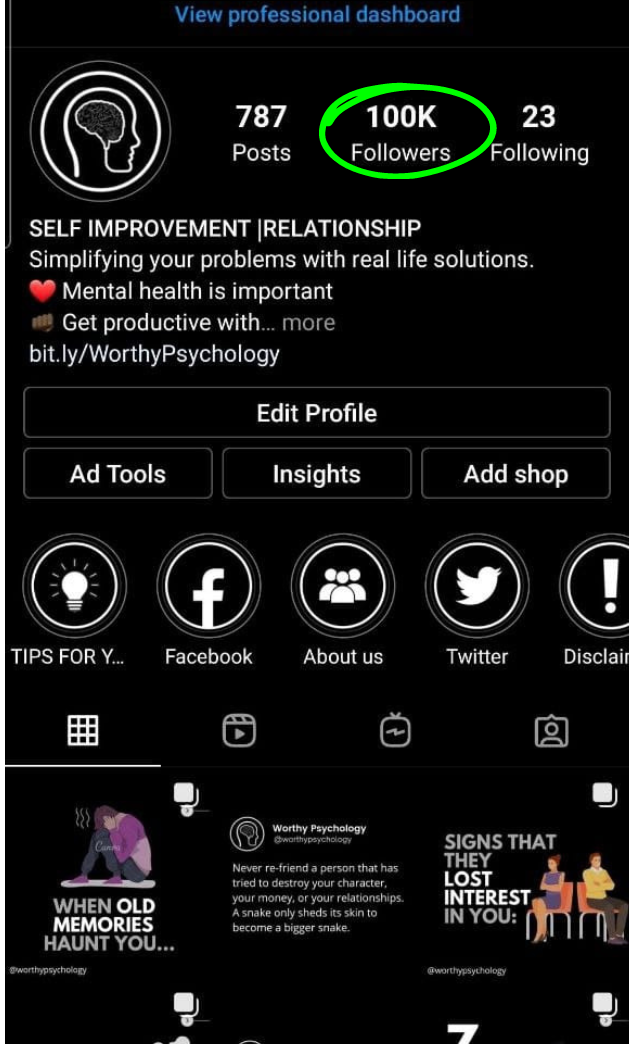 View professional dashboard
787
Posts
100K
Followers
23
Following
SELF IMPROVEMENT |RELATIONSHIP
Simplifying your problems with real life solutions.
Mental health is important
Get productive with... more
bit.ly/WorthyPsychology
Edit Profile
Ad Tools
Insights
Add shop
TIPS FOR Y...
Facebook
About us
Twitter
Disclair
Canva
WHEN OLD
MEMORIES
HAUNT YOU...
@worthypsychology
Worthy Psychology
@worthypsychology
Never re-friend a person that has
tried to destroy your character,
your money, or your relationships.
A snake only sheds its skin to
become a bigger snake.
SIGNS THAT
THEY
LOST
INTEREST
IN YOU:
@worthypsychology
7